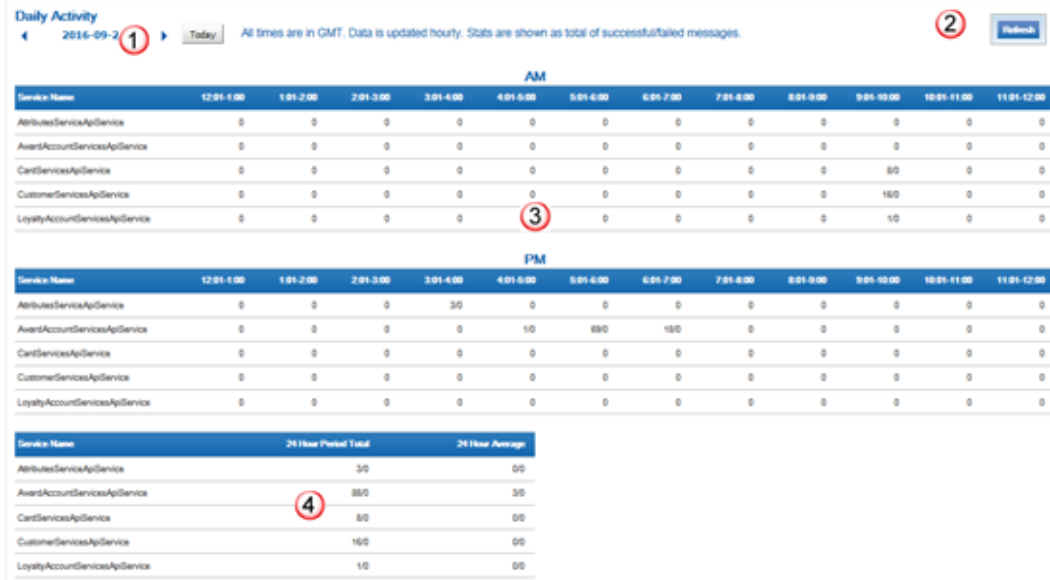 Daily Activity
◄ 2016-09-2 1 ► Today All times are in GMT. Data is updated hourly. Stats are shown as total of successful/failed messages. 2 Refresh
AM
Service Name 12:01-1:00 1:01-2:00 2:01-3:00 3:01-4:00 4:01-5:00 5:01-6:00 6:01-7:00 7:01-8:00 8:01-9:00 9:01-10:00 10:01-11:00 11:01-12:00
AttributesServiceApiService 0 0 0 0 0 0 0 0 0 0 0 0
AwardAccountServicesApiService 0 0 0 0 0 0 0 0 0 0 0 0
CardServicesApiService 0 0 0 0 0 0 0 0 0 8/0 0 0
CustomerServicesApiService 0 0 0 0 0 0 0 0 0 16/0 0 0
LoyaltyAccountServicesApiService 0 0 0 0 3 0 0 0 0 1/0 0 0
PM
Service Name 12:01-1:00 1:01-2:00 2:01-3:00 3:01-4:00 4:01-5:00 5:01-6:00 6:01-7:00 7:01-8:00 8:01-9:00 9:01-10:00 10:01-11:00 11:01-12:00
AttributesServiceApiService 0 0 0 3/0 0 0 0 0 0 0 0 0
AwardAccountServicesApiService 0 0 0 0 1/0 69/0 18/0 0 0 0 0 0
CardServicesApiService 0 0 0 0 0 0 0 0 0 0 0 0
CustomerServicesApiService 0 0 0 0 0 0 0 0 0 0 0 0
LoyaltyAccountServicesApiService 0 0 0 0 0 0 0 0 0 0 0 0
Service Name 24 Hour Period Total 24 Hour Average
AttributesServiceApiService 3/0 0/0
AwardAccountServicesApiService 88/0 3/0
4
CardServicesApiService 8/0 0/0
CustomerServicesApiService 16/0 0/0
LoyaltyAccountServicesApiService 1/0 0/0